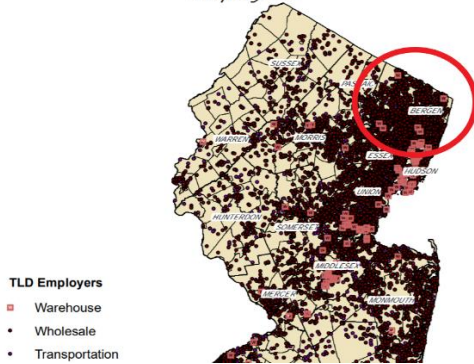 SUSSEX
PASSAIC
BERGEN
WARREN
MORRIS
ESSEX
HUDSON
UNION
HUNTERDON
SOMERSET
MIDDLESEX
MERCER
MONMOUTH
TLD Employers
Warehouse
Wholesale
Transportation